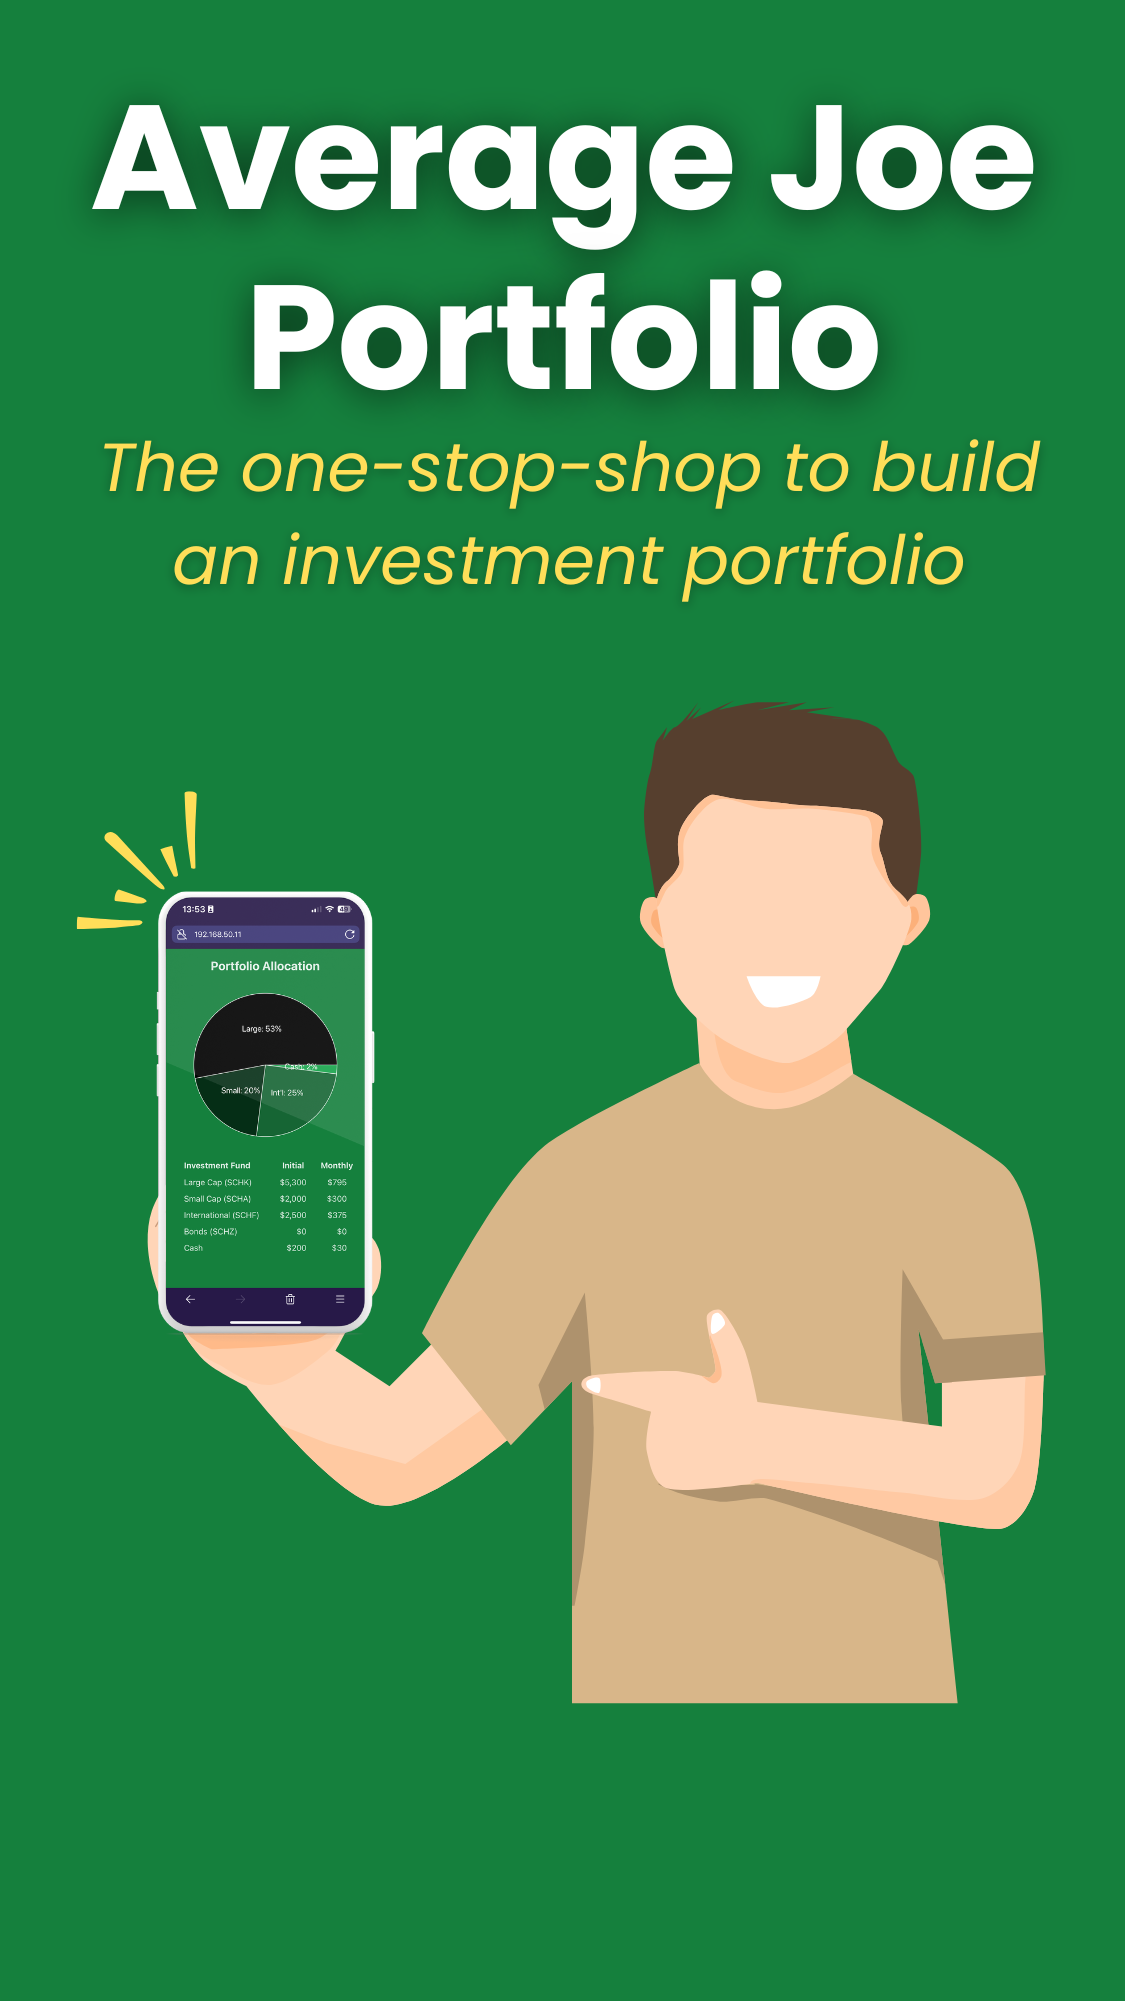 Average Joe
Portfolio
The one-stop-shop to build
an investment portfolio
13:53
192.168.50.11
Portfolio Allocation
Large: 53%
Cash: 2%
Small: 20%
Int'l: 25%
Investment Fund Initial Monthly
Large Cap (SCHK) $5,300 $795
Small Cap (SCHA) $2,000 $300
International (SCHF) $2,500 $375
Bonds (SCHZ) $0 $0
Cash $200 $30